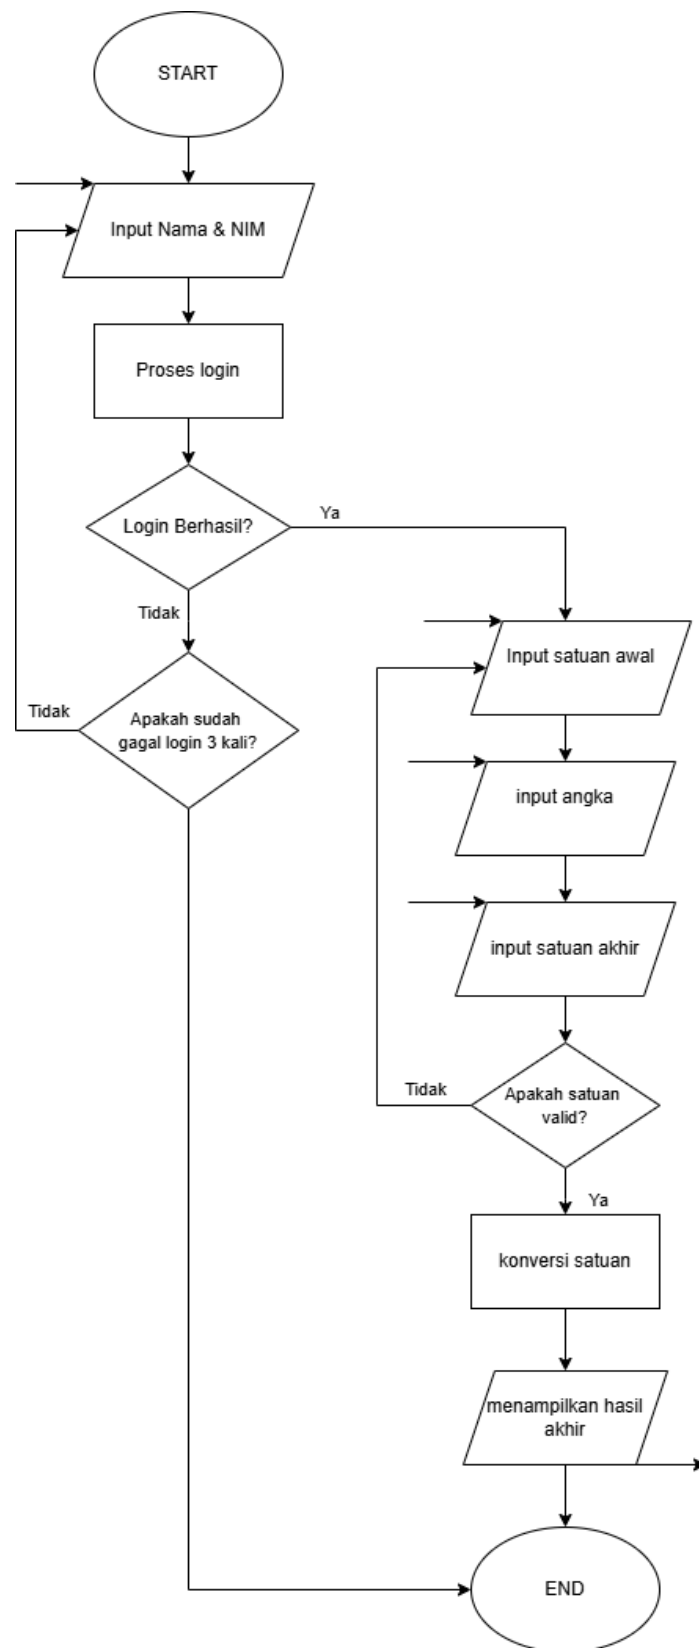 START
Input Nama & NIM
Proses login
Login Berhasil?
Ya
Tidak
Apakah sudah
gagal login 3 kali?
Tidak
Input satuan awal
input angka
input satuan akhir
Apakah satuan
valid?
Tidak
Ya
konversi satuan
menampilkan hasil
akhir
END